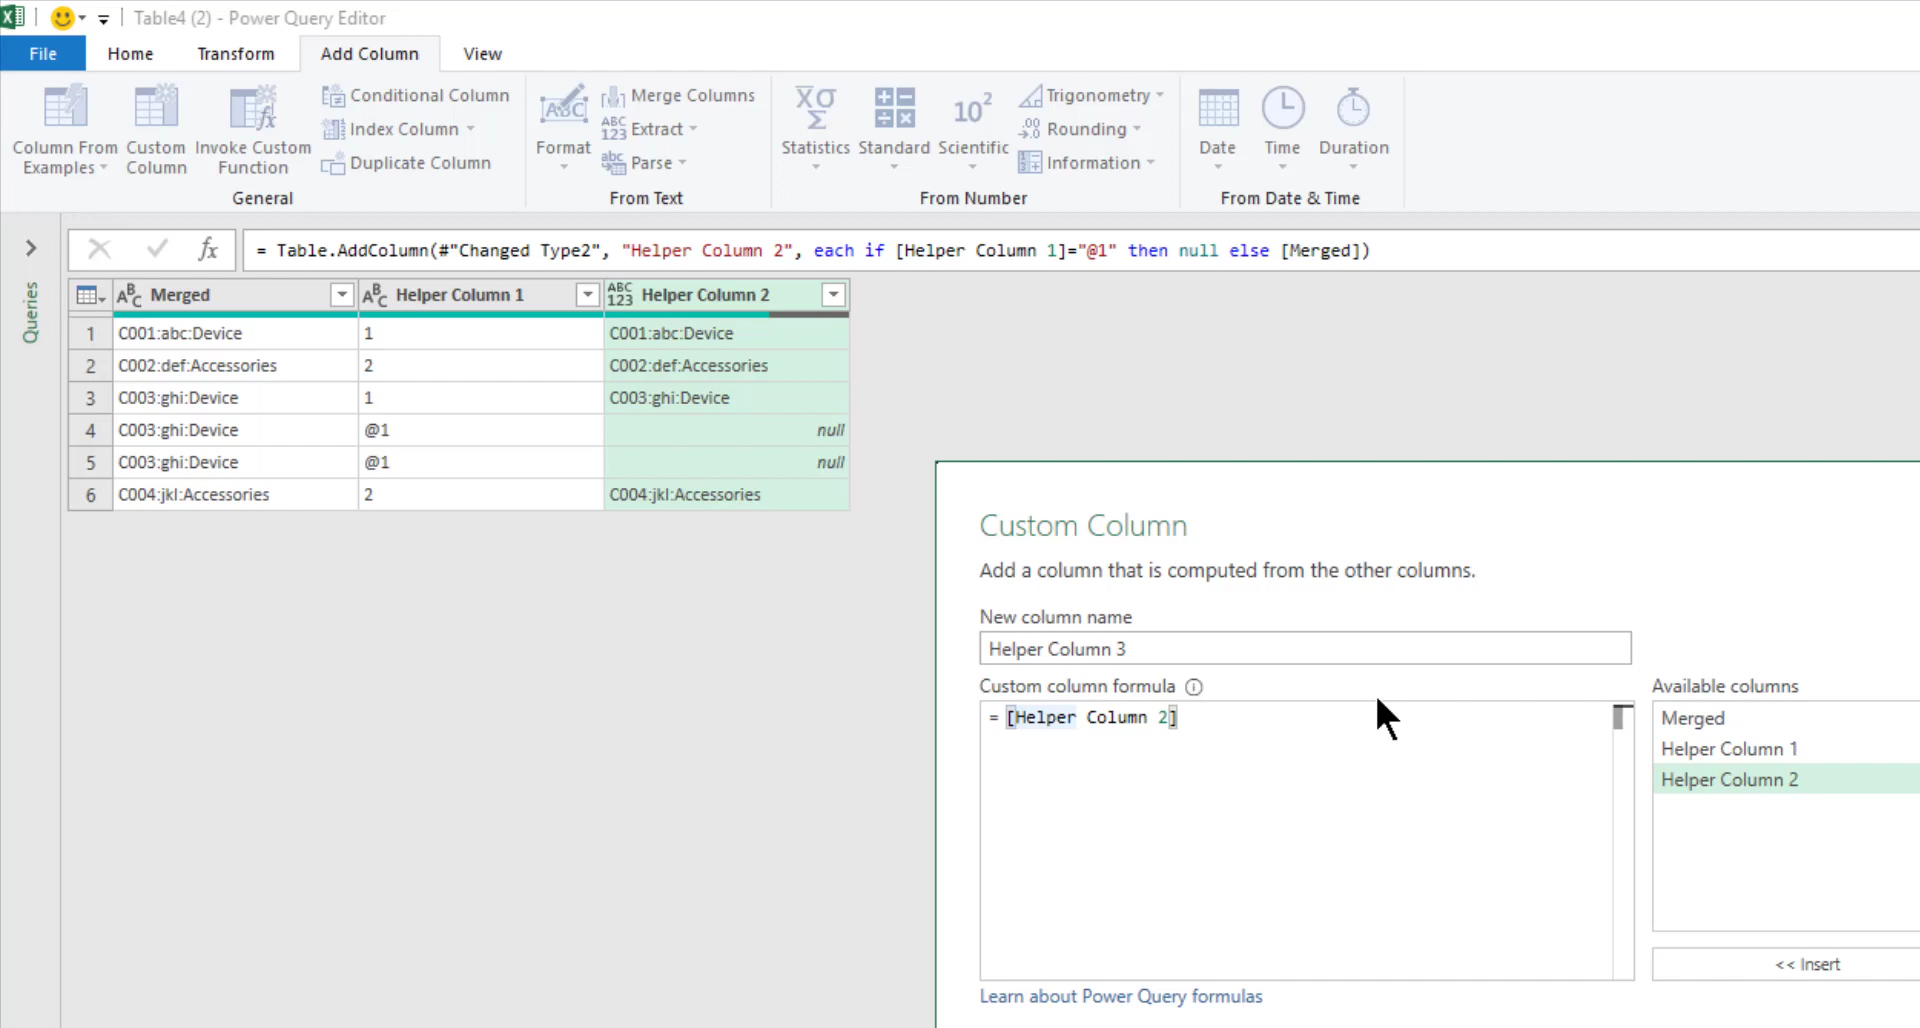 Table4 (2) - Power Query Editor
File Home Transform Add Column View
Column From Examples
Custom Column
Invoke Custom Function
Conditional Column
Index Column
Duplicate Column
General
Format
Merge Columns
Extract
Parse
From Text
Statistics Standard Scientific
Trigonometry
Rounding
Information
From Number
Date Time Duration
From Date & Time
Queries
fx = Table.AddColumn(#"Changed Type2", "Helper Column 2", each if [Helper Column 1]="@1" then null else [Merged])
Merged Helper Column 1 Helper Column 2
1 C001:abc:Device 1 C001:abc:Device
2 C002:def:Accessories 2 C002:def:Accessories
3 C003:ghi:Device 1 C003:ghi:Device
4 C003:ghi:Device @1 null
5 C003:ghi:Device @1 null
6 C004:jkl:Accessories 2 C004:jkl:Accessories
Custom Column
Add a column that is computed from the other columns.
New column name
Helper Column 3
Custom column formula
= [Helper Column 2]
Available columns
Merged
Helper Column 1
Helper Column 2
<< Insert
Learn about Power Query formulas